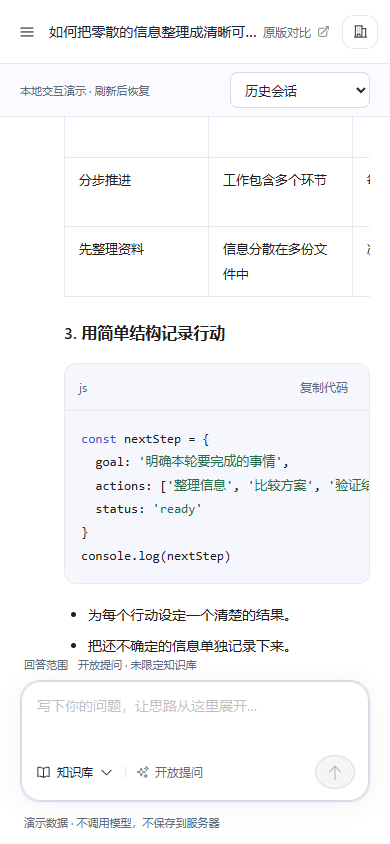 如何把零散的信息整理成清晰可... 原版对比
本地交互演示 · 刷新后恢复 历史会话
分步推进 工作包含多个环节
先整理资料 信息分散在多份文
件中
3. 用简单结构记录行动
js 复制代码
const nextStep = {
goal: '明确本轮要完成的事情',
actions: ['整理信息', '比较方案', '验证结
status: 'ready'
}
console.log(nextStep)
• 为每个行动设定一个清楚的结果。
• 把还不确定的信息单独记录下来。
回答范围 开放提问 · 未限定知识库
写下你的问题，让思路从这里展开...
知识库 开放提问
演示数据 · 不调用模型，不保存到服务器